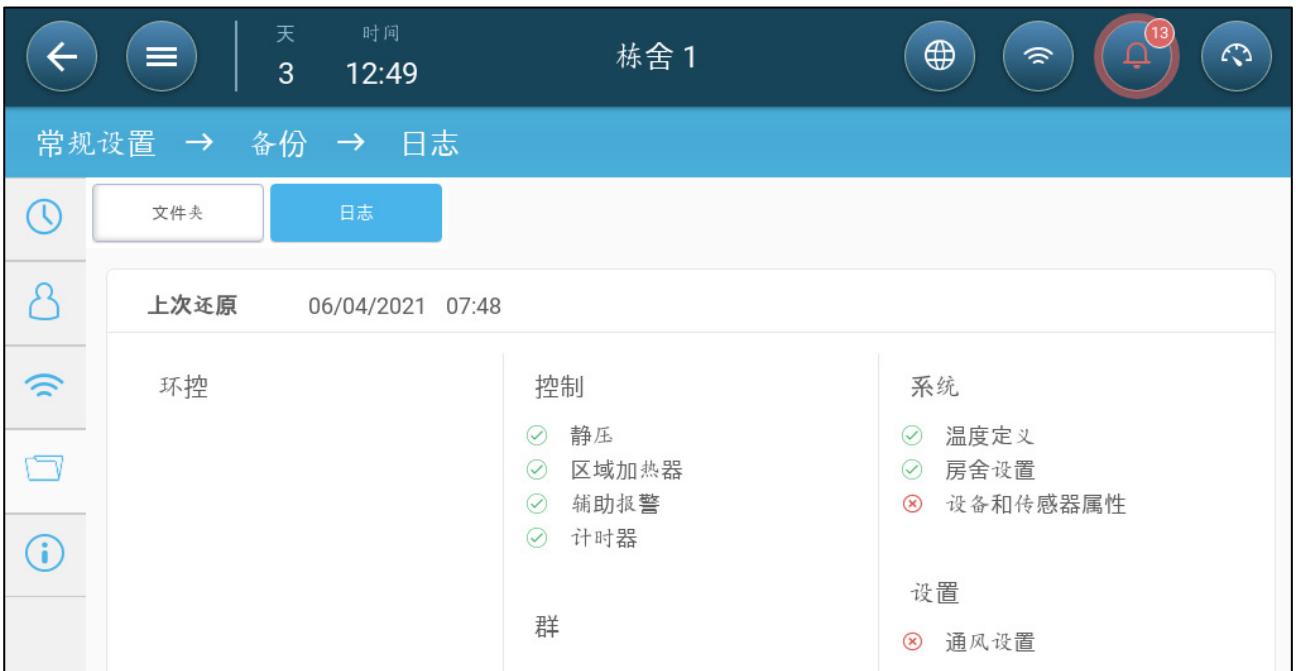 天 时间
3 12:49
栋舍 1
13
常规设置 → 备份 → 日志
文件夹 日志
上次还原 06/04/2021 07:48
环控
控制
静压
区域加热器
辅助报警
计时器
群
系统
温度定义
房舍设置
设备和传感器属性
设置
通风设置